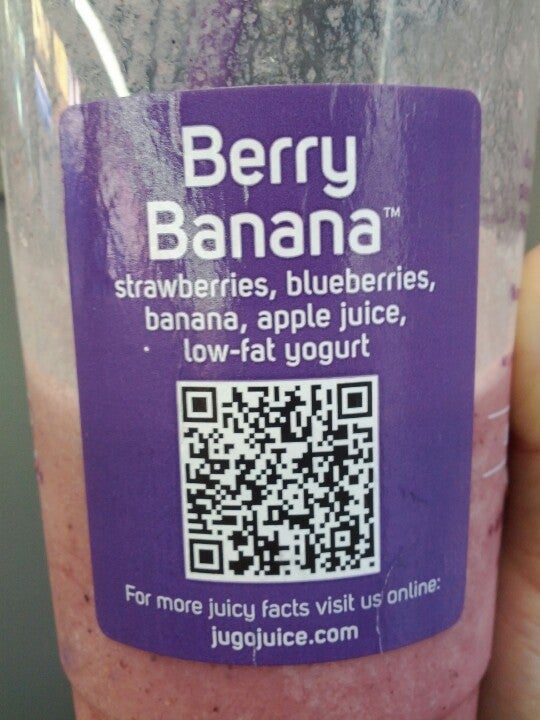 Berry
Banana™
strawberries, blueberries,
banana, apple juice,
low-fat yogurt
For more juicy facts visit us online:
jugojuice.com